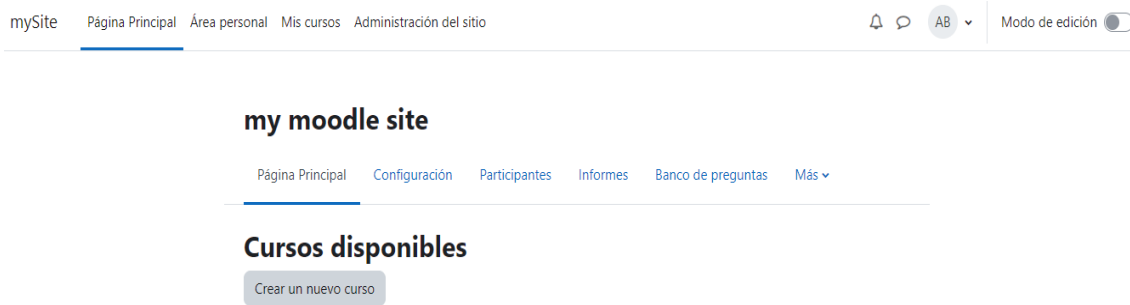 mySite Página Principal Área personal Mis cursos Administración del sitio AB Modo de edición
my moodle site
Página Principal Configuración Participantes Informes Banco de preguntas Más
Cursos disponibles
Crear un nuevo curso